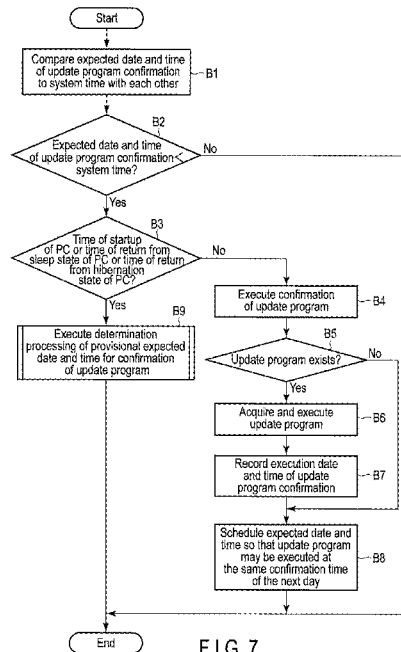 Start
Compare expected date and time
of update program confirmation
to system time with each other
B1
B2
Expected date and time
of update program confirmation<
system time?
No
Yes
B3
Time of startup
of PC or time of return from
sleep state of PC or time of return
from hibernation
state of PC?
No
Yes
Execute confirmation
of update program
B4
B9
Execute determination
processing of provisional expected
date and time for confirmation
of update program
B5
Update program exists?
No
Yes
Acquire and execute
update program
B6
Record execution date
and time of update
program confirmation
B7
Schedule expected date and
time so that update program
may be executed at
the same confirmation time
of the next day
B8
End
FIG. 7